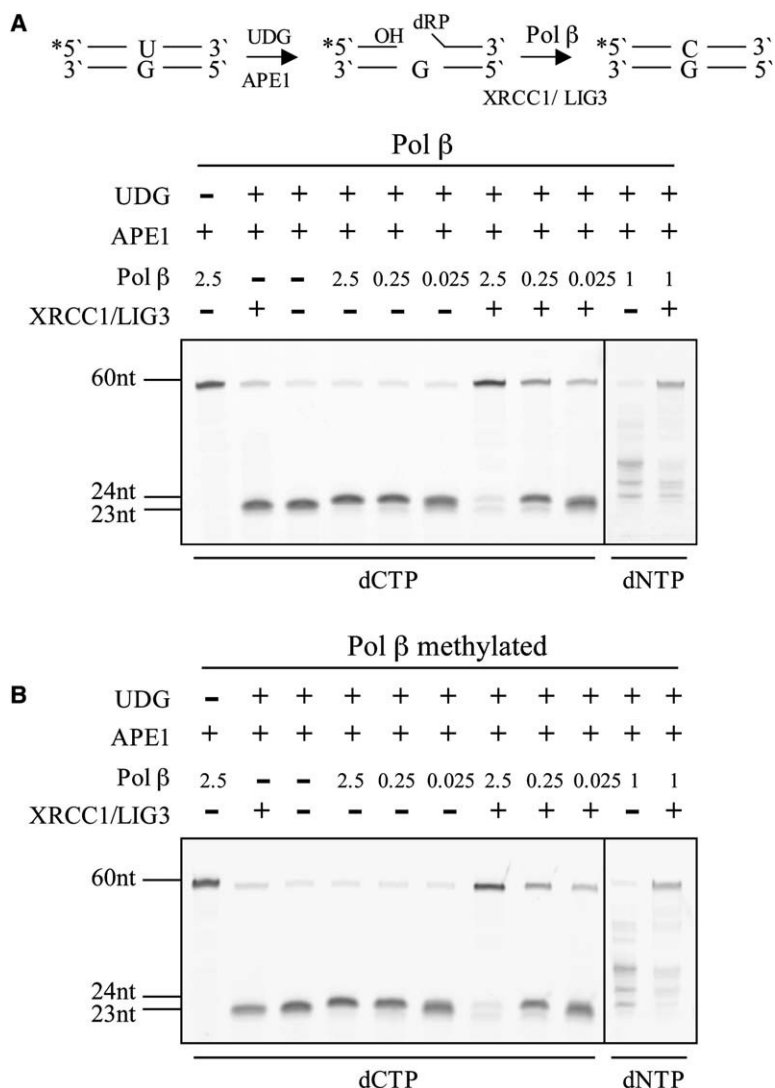 A
*5` — U — 3` UDG *5` — OH dRP — 3` Pol β *5` — C — 3`
3` — G — 5` APE1 3` — G — 5` XRCC1/ LIG3 3` — G — 5`
Pol β
UDG - + + + + + + + + + +
APE1 + + + + + + + + + + +
Pol β 2.5 - - 2.5 0.25 0.025 2.5 0.25 0.025 1 1
XRCC1/LIG3 - + - - - - + + + - +
60nt
24nt
23nt
dCTP dNTP
Pol β methylated
B
UDG - + + + + + + + + + +
APE1 + + + + + + + + + + +
Pol β 2.5 - - 2.5 0.25 0.025 2.5 0.25 0.025 1 1
XRCC1/LIG3 - + - - - - + + + - +
60nt
24nt
23nt
dCTP dNTP